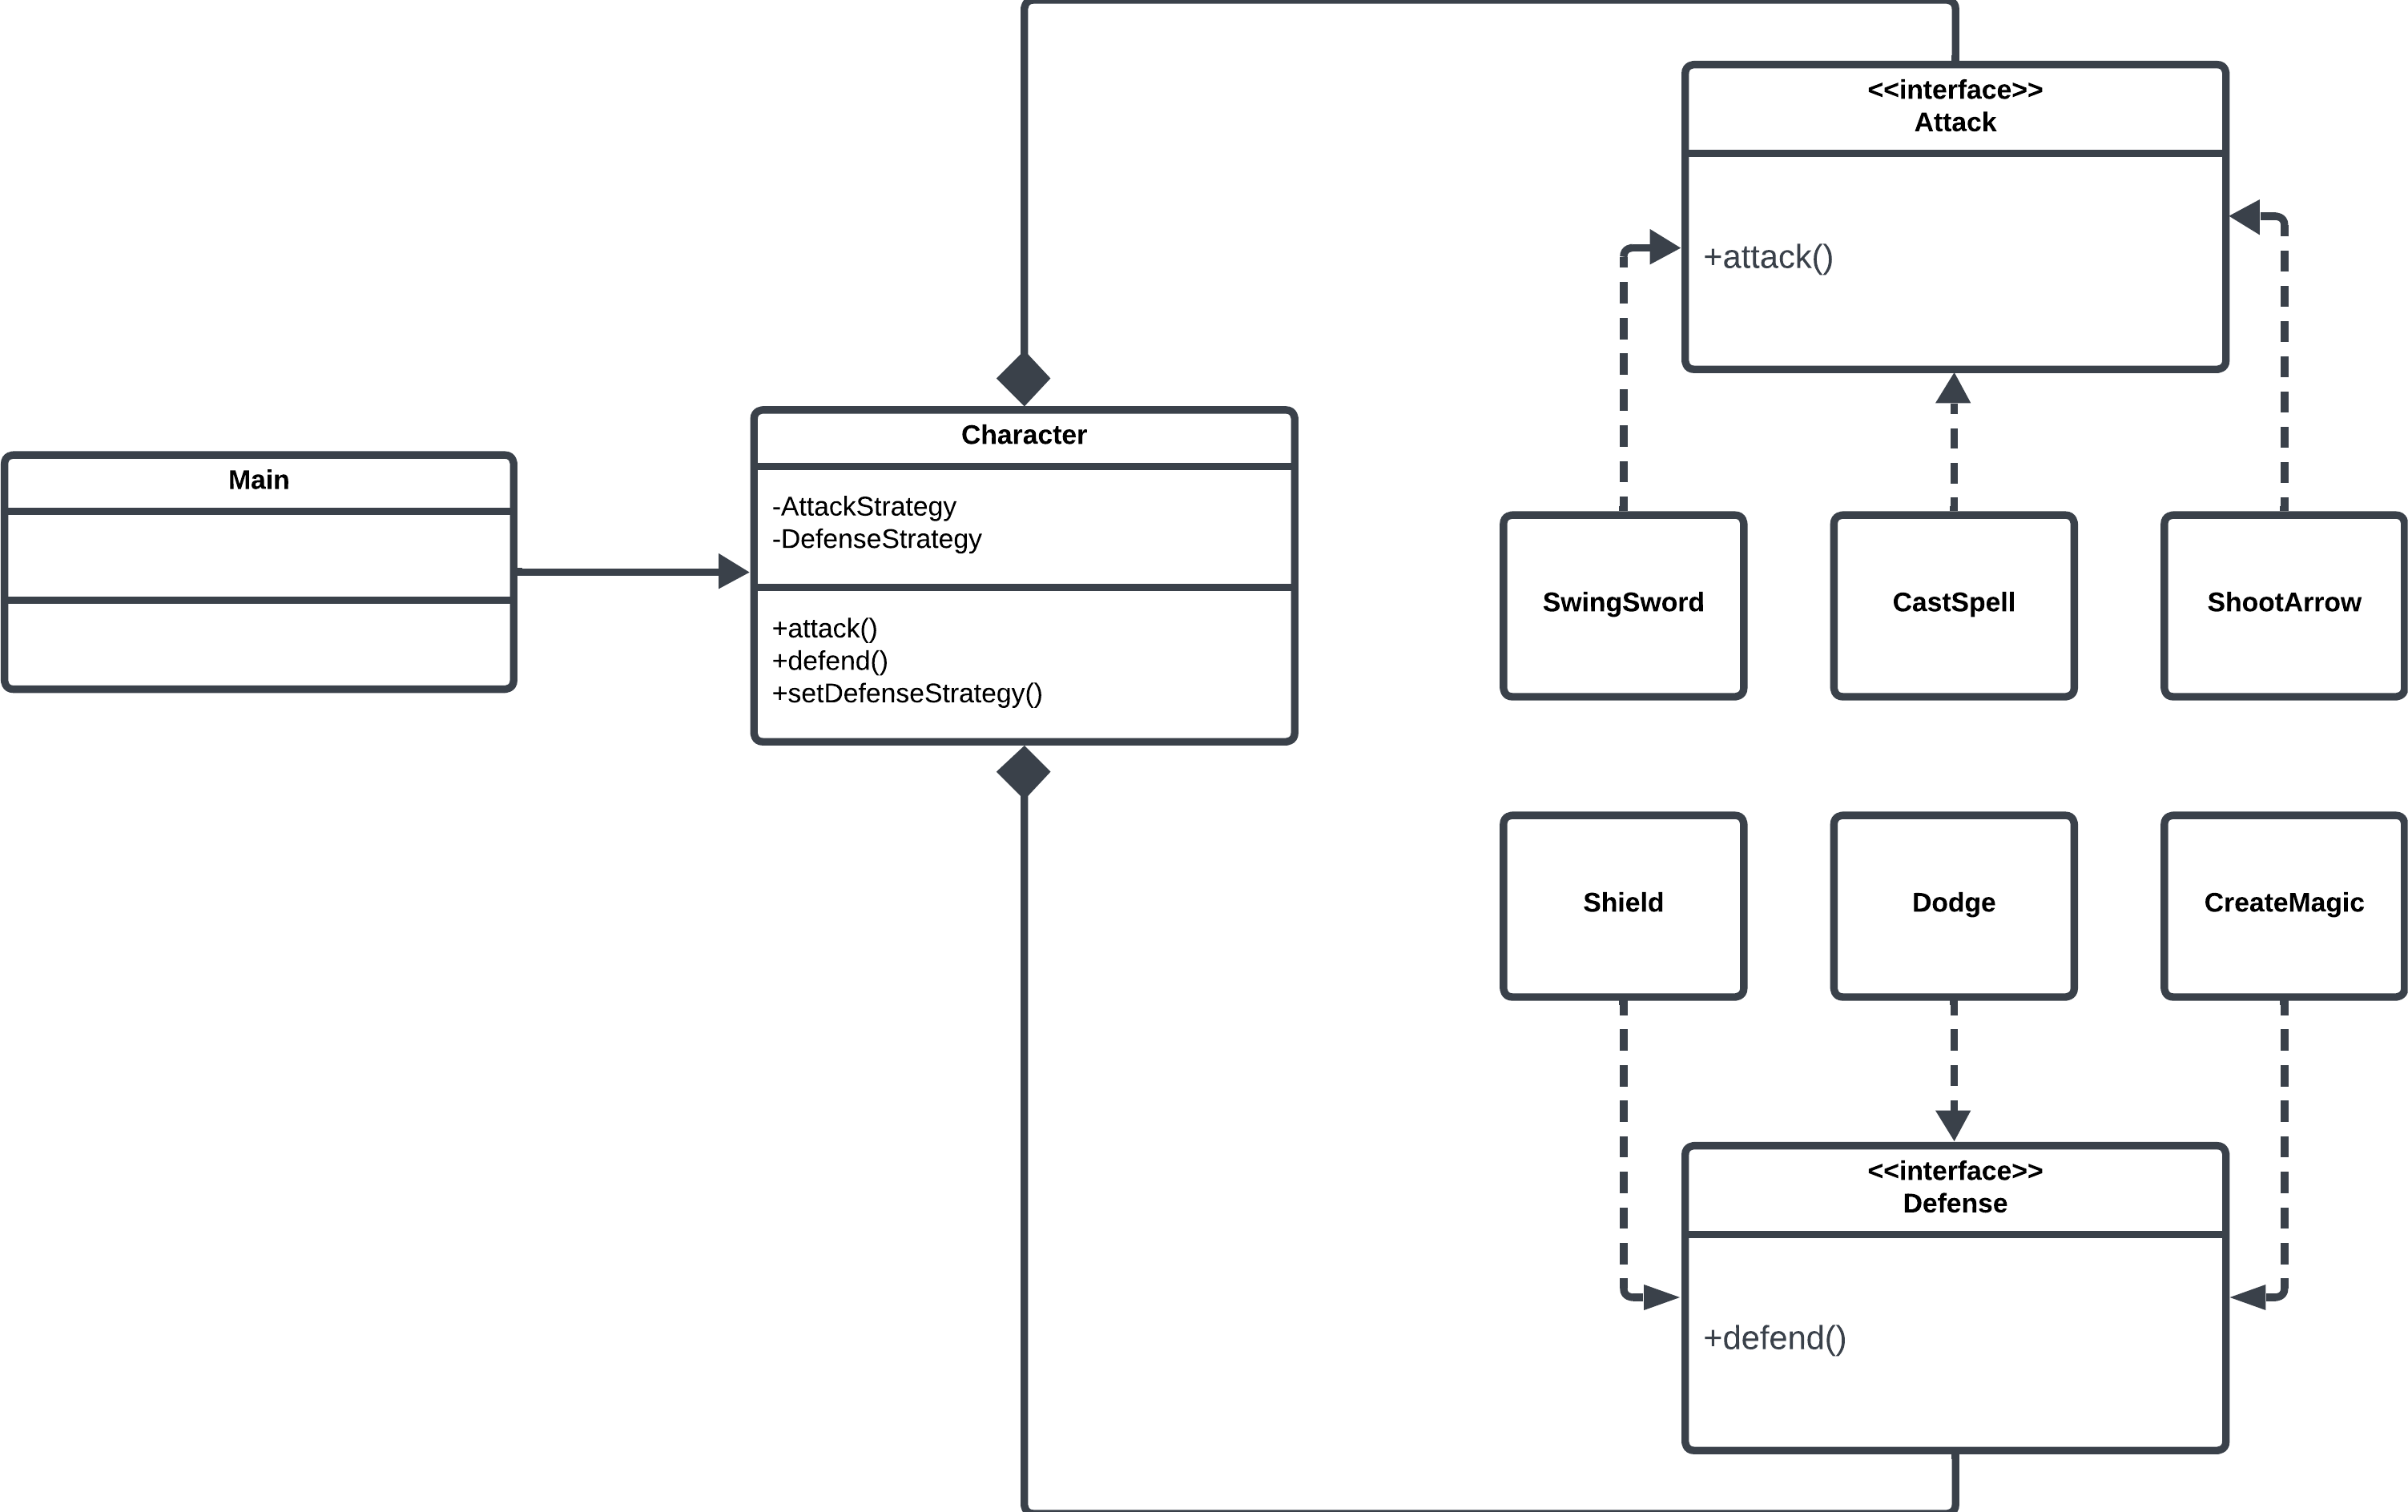 <<interface>>
Attack
+attack()
Main
Character
-AttackStrategy
-DefenseStrategy
+attack()
+defend()
+setDefenseStrategy()
SwingSword
CastSpell
ShootArrow
Shield
Dodge
CreateMagic
<<interface>>
Defense
+defend()